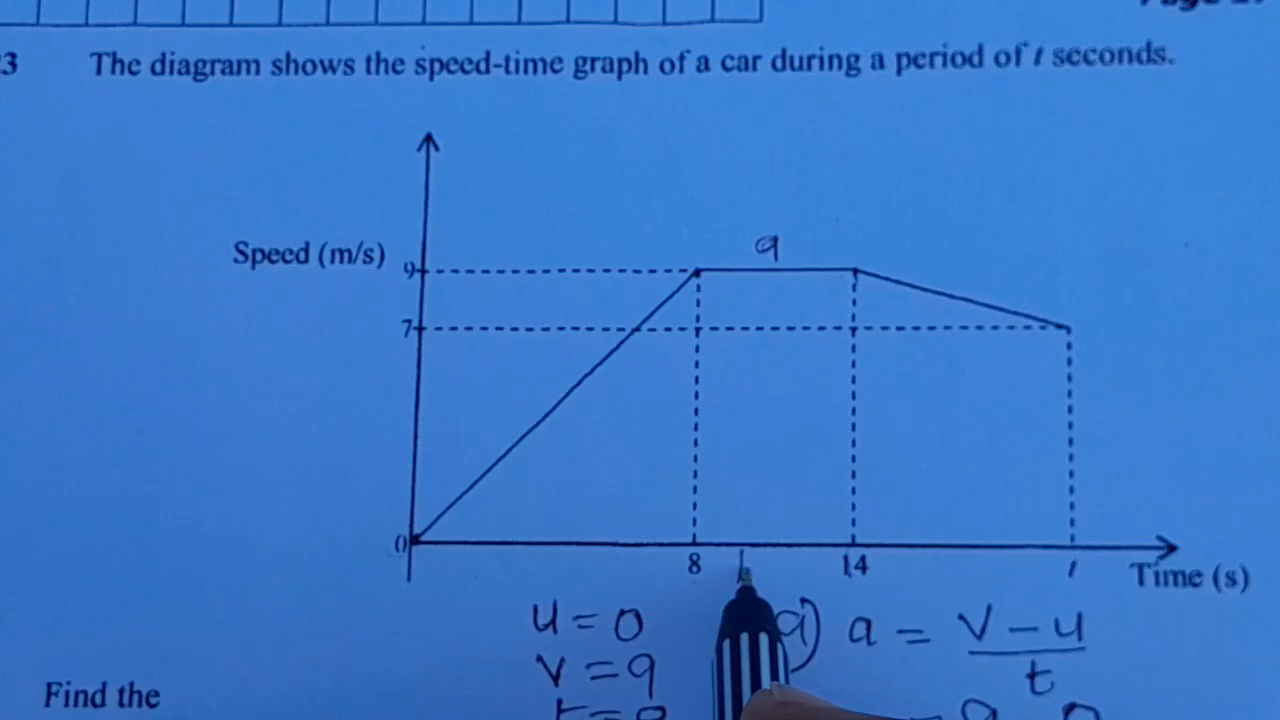 3 The diagram shows the speed-time graph of a car during a period of t seconds.
9
Speed (m/s)
9
7
0
8
14
t
Time (s)
u = 0
a) a = v - u
t
v = 9
Find the